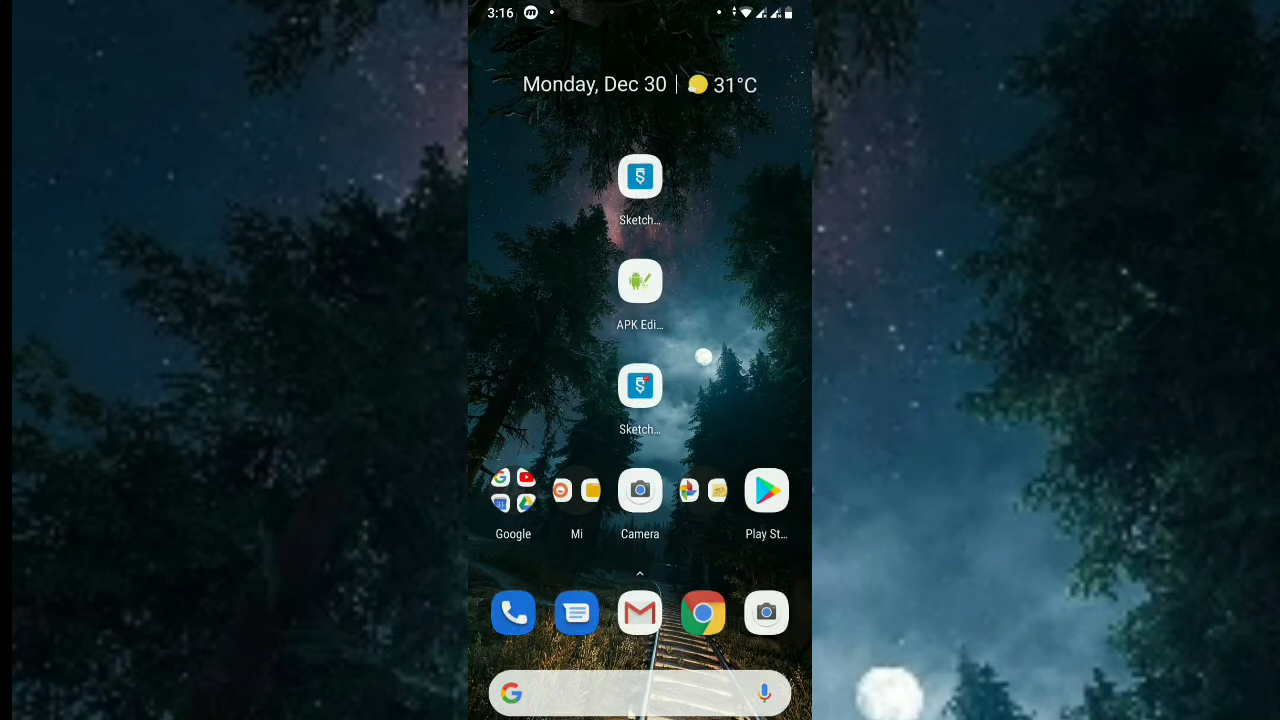 3:16
Monday, Dec 30 | 31°C
Sketch...
APK Edi...
Sketch...
Google Mi Camera Play St...